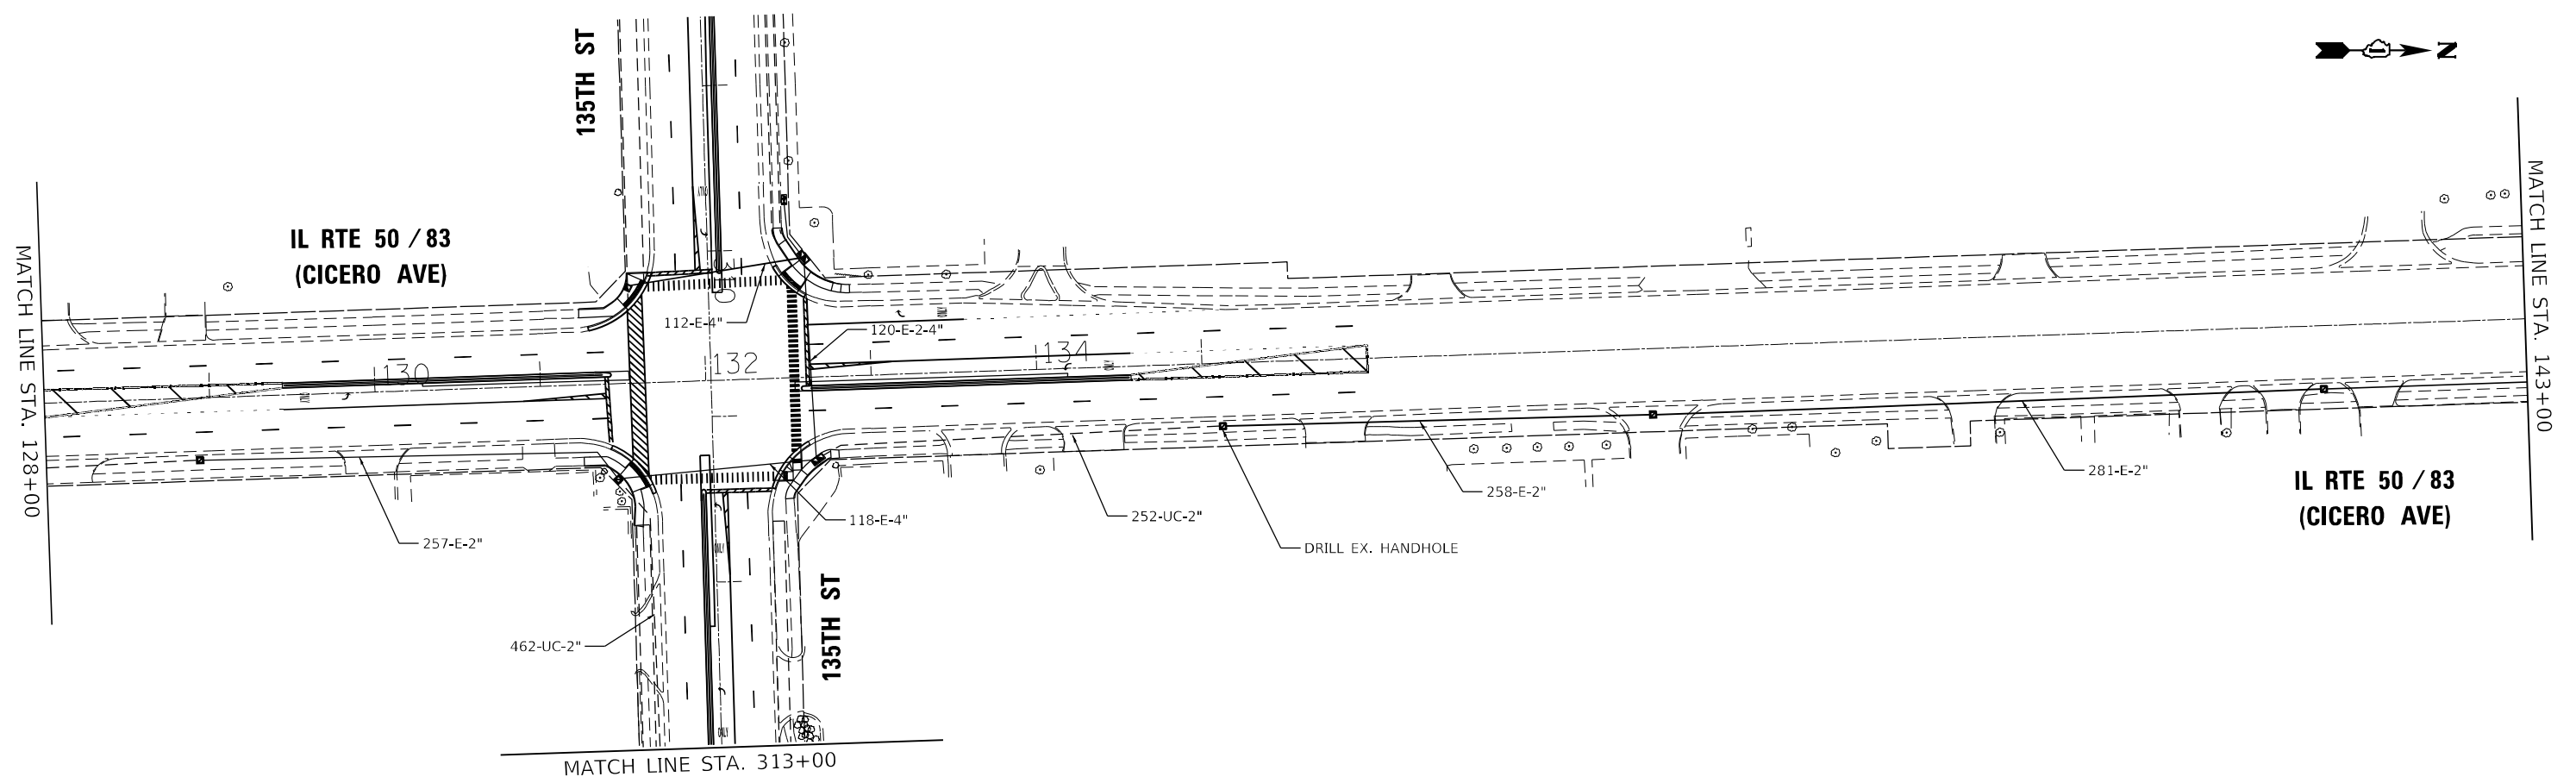 135TH ST
N
IL RTE 50 / 83
(CICERO AVE)
MATCH LINE STA. 128+00
MATCH LINE STA. 143+00
112-E-4"
120-E-2-4"
130
132
134
ONLY
ONLY
281-E-2"
258-E-2"
252-UC-2"
118-E-4"
257-E-2"
DRILL EX. HANDHOLE
IL RTE 50 / 83
(CICERO AVE)
462-UC-2"
135TH ST
MATCH LINE STA. 313+00